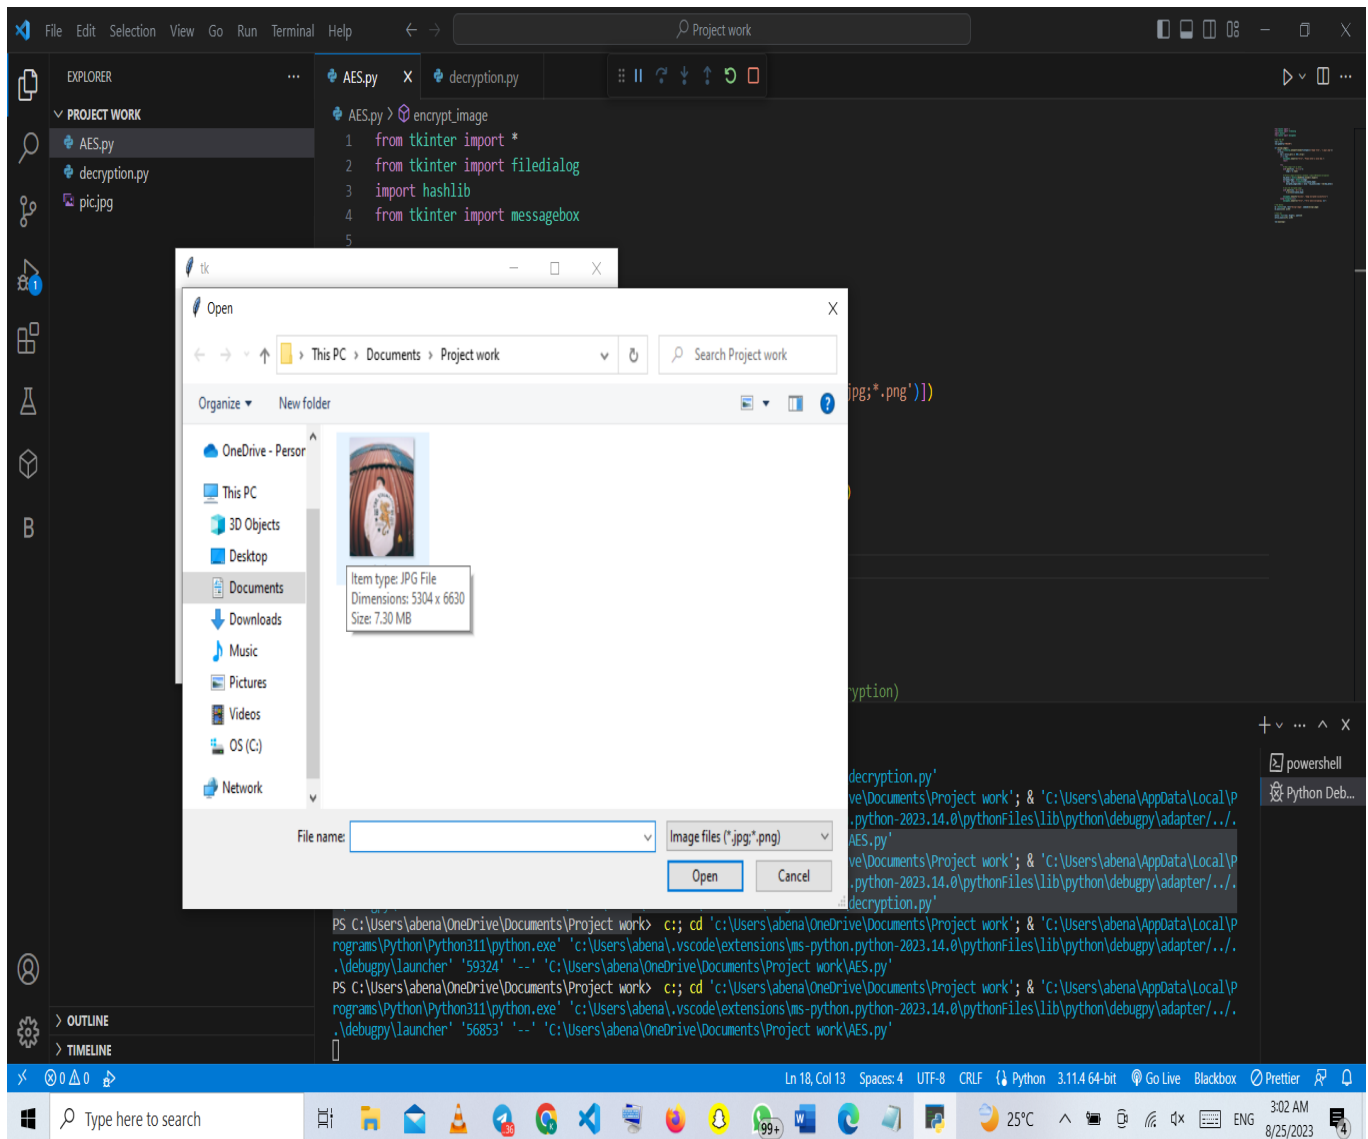 File Edit Selection View Go Run Terminal Help
Project work
EXPLORER
AES.py
decryption.py
PROJECT WORK
AES.py
decryption.py
pic.jpg
AES.py > encrypt_image
1 from tkinter import *
2 from tkinter import filedialog
3 import hashlib
4 from tkinter import messagebox
5
tk
Open
This PC > Documents > Project work
Search Project work
Organize
New folder
jpg;*.png')])
)
yption)
OneDrive - Person
This PC
3D Objects
Desktop
Documents
Downloads
Music
Pictures
Videos
OS (C:)
Network
Item type: JPG File
Dimensions: 5304 x 6630
Size: 7.30 MB
File name:
Image files (*.jpg;*.png)
Open
Cancel
powershell
Python Deb...
decryption.py'
ve\Documents\Project work'; & 'C:\Users\abena\AppData\Local\P
.python-2023.14.0\pythonFiles\lib\python\debugpy\adapter/../.
AES.py'
ve\Documents\Project work'; & 'C:\Users\abena\AppData\Local\P
.python-2023.14.0\pythonFiles\lib\python\debugpy\adapter/../.
decryption.py'
PS C:\Users\abena\OneDrive\Documents\Project work> c:; cd 'c:\Users\abena\OneDrive\Documents\Project work'; & 'C:\Users\abena\AppData\Local\P
rograms\Python\Python311\python.exe' 'c:\Users\abena\.vscode\extensions\ms-python.python-2023.14.0\pythonFiles\lib\python\debugpy\adapter/../.
.\debugpy\launcher' '59324' '--' 'C:\Users\abena\OneDrive\Documents\Project work\AES.py'
PS C:\Users\abena\OneDrive\Documents\Project work> c:; cd 'c:\Users\abena\OneDrive\Documents\Project work'; & 'C:\Users\abena\AppData\Local\P
rograms\Python\Python311\python.exe' 'c:\Users\abena\.vscode\extensions\ms-python.python-2023.14.0\pythonFiles\lib\python\debugpy\adapter/../.
.\debugpy\launcher' '56853' '--' 'C:\Users\abena\OneDrive\Documents\Project work\AES.py'
OUTLINE
TIMELINE
0 0
Ln 18, Col 13 Spaces: 4 UTF-8 CRLF Python 3.11.4 64-bit Go Live Blackbox Prettier
Type here to search
99+
25°C
ENG
3:02 AM
8/25/2023
4